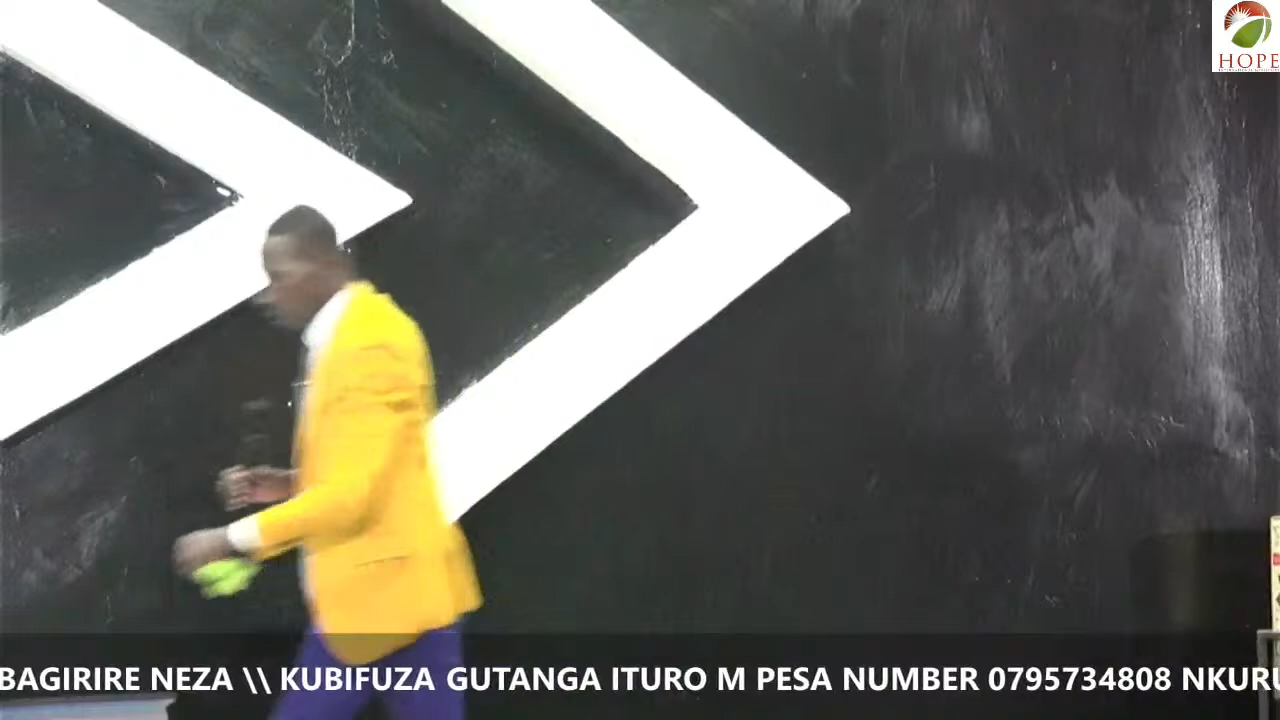 HOPE
BAGIRIRE NEZA \\ KUBIFUZA GUTANGA ITURO M PESA NUMBER 0795734808 NKURU